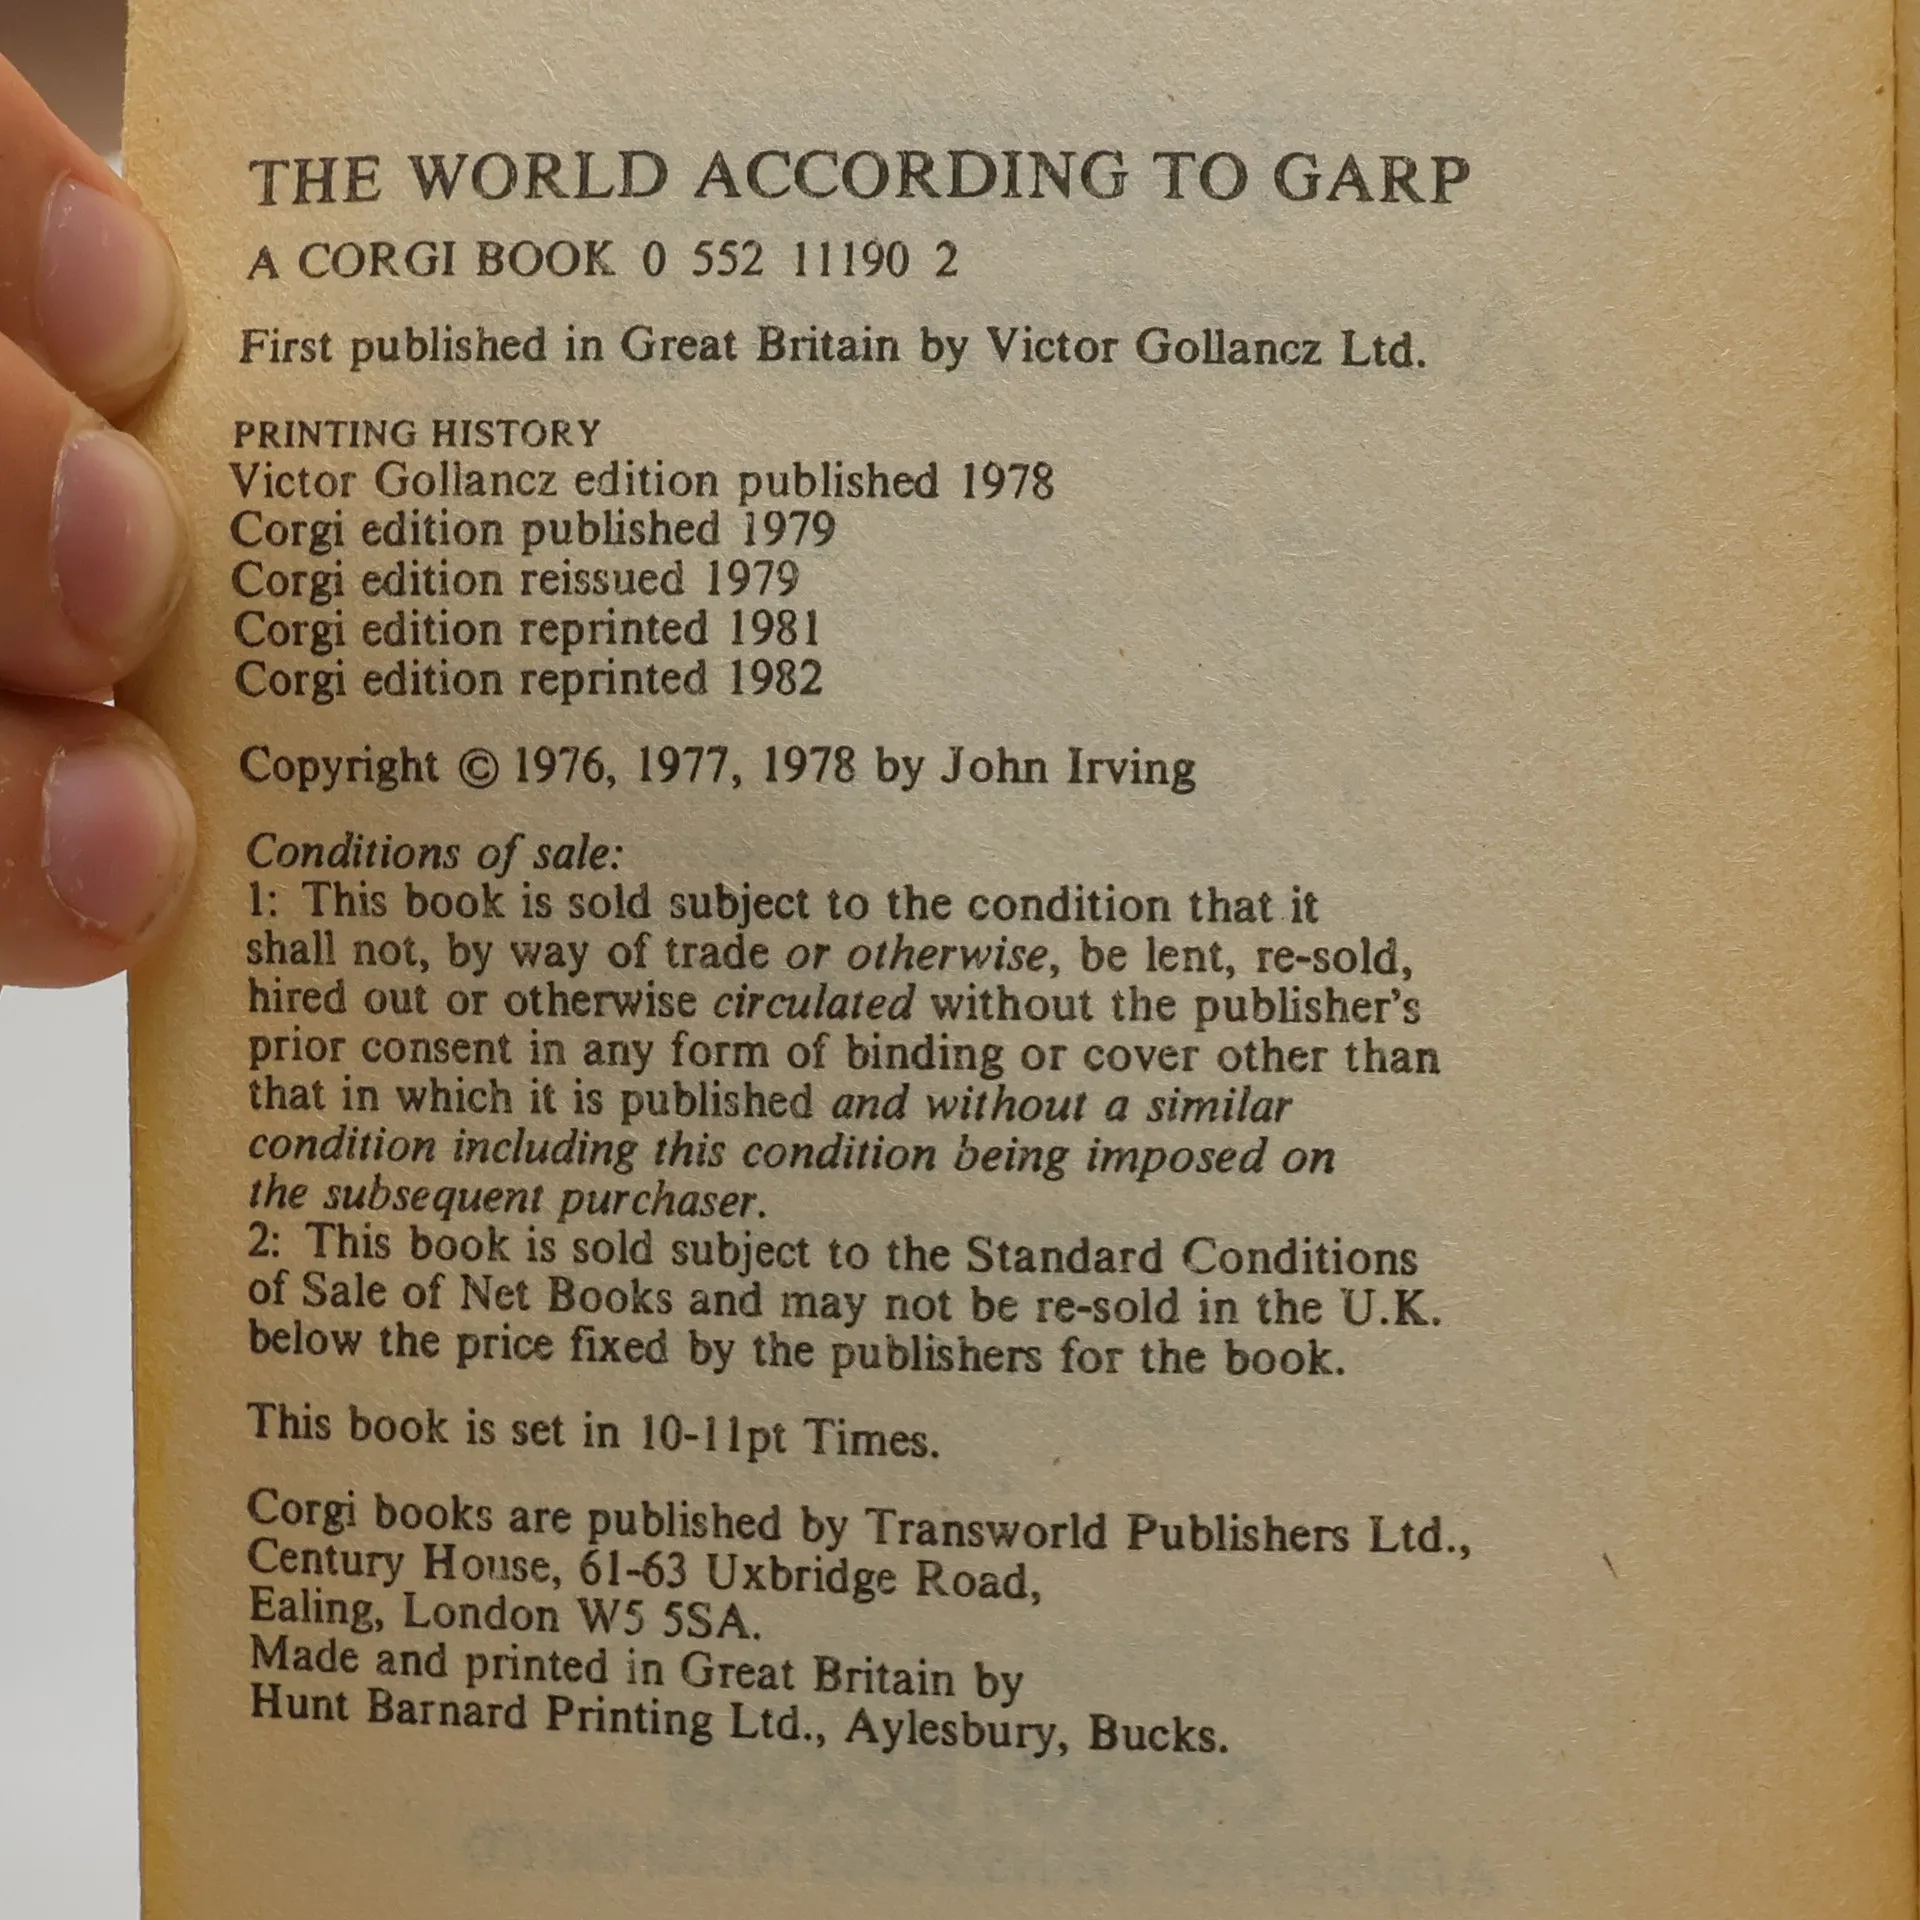 THE WORLD ACCORDING TO GARP
A CORGI BOOK 0 552 11190 2
First published in Great Britain by Victor Gollancz Ltd.
PRINTING HISTORY
Victor Gollancz edition published 1978
Corgi edition published 1979
Corgi edition reissued 1979
Corgi edition reprinted 1981
Corgi edition reprinted 1982
Copyright © 1976, 1977, 1978 by John Irving
Conditions of sale:
1: This book is sold subject to the condition that it
shall not, by way of trade or otherwise, be lent, re-sold,
hired out or otherwise circulated without the publisher's
prior consent in any form of binding or cover other than
that in which it is published and without a similar
condition including this condition being imposed on
the subsequent purchaser.
2: This book is sold subject to the Standard Conditions
of Sale of Net Books and may not be re-sold in the U.K.
below the price fixed by the publishers for the book.
This book is set in 10-11pt Times.
Corgi books are published by Transworld Publishers Ltd.,
Century House, 61-63 Uxbridge Road,
Ealing, London W5 5SA.
Made and printed in Great Britain by
Hunt Barnard Printing Ltd., Aylesbury, Bucks.